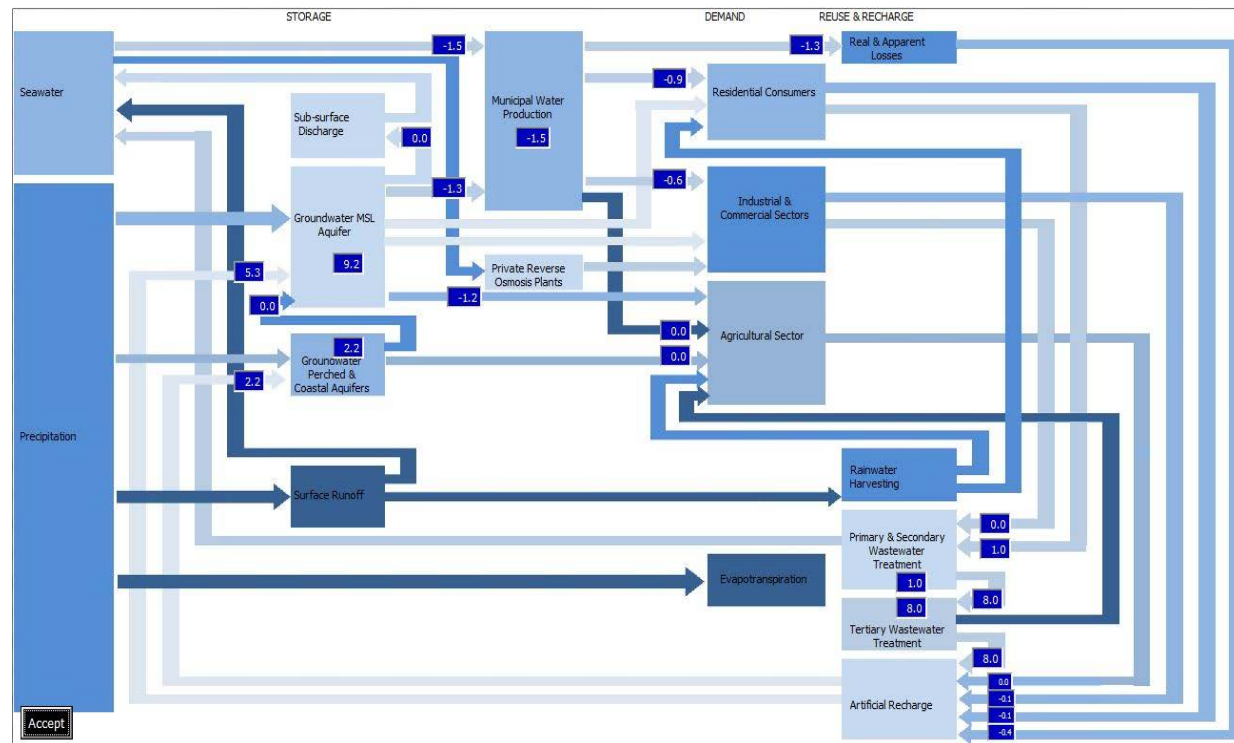 STORAGE
DEMAND
REUSE & RECHARGE
Seawater
-1.5
Municipal Water
Production
-1.5
-1.3
Real & Apparent
Losses
-0.9
Residential Consumers
Sub-surface
Discharge
0.0
Groundwater MSL
Aquifer
9.2
-1.3
-0.6
Industrial &
Commercial Sectors
Private Reverse
Osmosis Plants
5.3
0.0
-1.2
Agricultural Sector
0.0
0.0
2.2
Groundwater
Perched &
Coastal Aquifers
2.2
Precipitation
Surface Runoff
Rainwater
Harvesting
Evapotranspiration
Primary & Secondary
Wastewater
Treatment
1.0
0.0
1.0
8.0
8.0
Tertiary Wastewater
Treatment
8.0
Artificial Recharge
0.0
-0.1
-0.1
-0.4
Accept